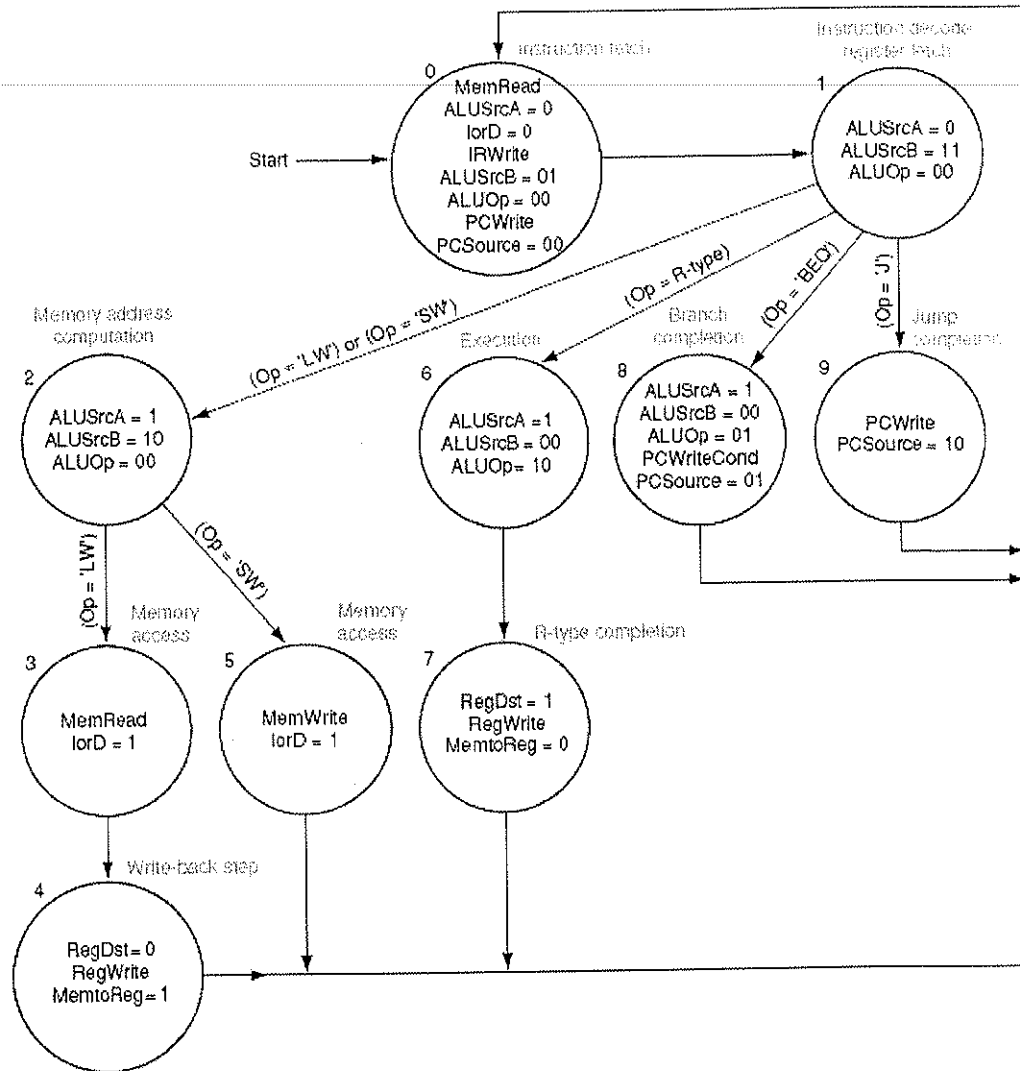 Instruction fetch
Instruction decode/
register fetch
0
1
MemRead
ALUSrcA = 0
IorD = 0
IRWrite
ALUSrcB = 01
ALUOp = 00
PCWrite
PCSource = 00
Start
ALUSrcA = 0
ALUSrcB = 11
ALUOp = 00
(Op = 'LW') or (Op = 'SW')
(Op = R-type)
(Op = 'BEQ')
(Op = 'J')
Memory address
computation
Execution
Branch
completion
Jump
completion
2
6
8
9
ALUSrcA = 1
ALUSrcB = 10
ALUOp = 00
ALUSrcA = 1
ALUSrcB = 00
ALUOp = 10
ALUSrcA = 1
ALUSrcB = 00
ALUOp = 01
PCWriteCond
PCSource = 01
PCWrite
PCSource = 10
(Op = 'LW')
(Op = 'SW')
Memory
access
Memory
access
R-type completion
3
5
7
MemRead
IorD = 1
MemWrite
IorD = 1
RegDst = 1
RegWrite
MemtoReg = 0
Write-back step
4
RegDst = 0
RegWrite
MemtoReg = 1